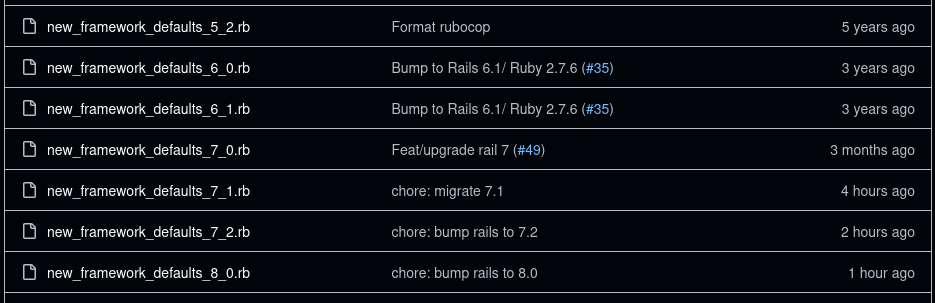 new_framework_defaults_5_2.rb Format rubocop 5 years ago
new_framework_defaults_6_0.rb Bump to Rails 6.1/ Ruby 2.7.6 (#35) 3 years ago
new_framework_defaults_6_1.rb Bump to Rails 6.1/ Ruby 2.7.6 (#35) 3 years ago
new_framework_defaults_7_0.rb Feat/upgrade rail 7 (#49) 3 months ago
new_framework_defaults_7_1.rb chore: migrate 7.1 4 hours ago
new_framework_defaults_7_2.rb chore: bump rails to 7.2 2 hours ago
new_framework_defaults_8_0.rb chore: bump rails to 8.0 1 hour ago